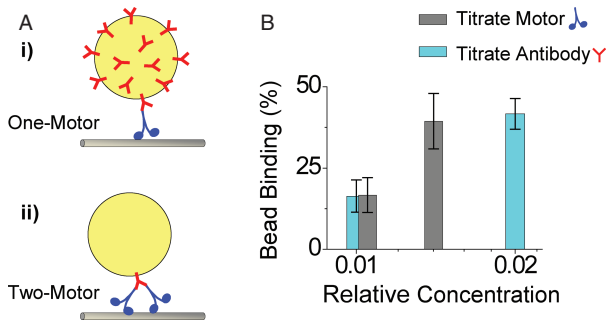 A
i)
One-Motor
ii)
Two-Motor
B
Titrate Motor
Titrate Antibody
50
25
0
Bead Binding (%)
0.01
0.02
Relative Concentration